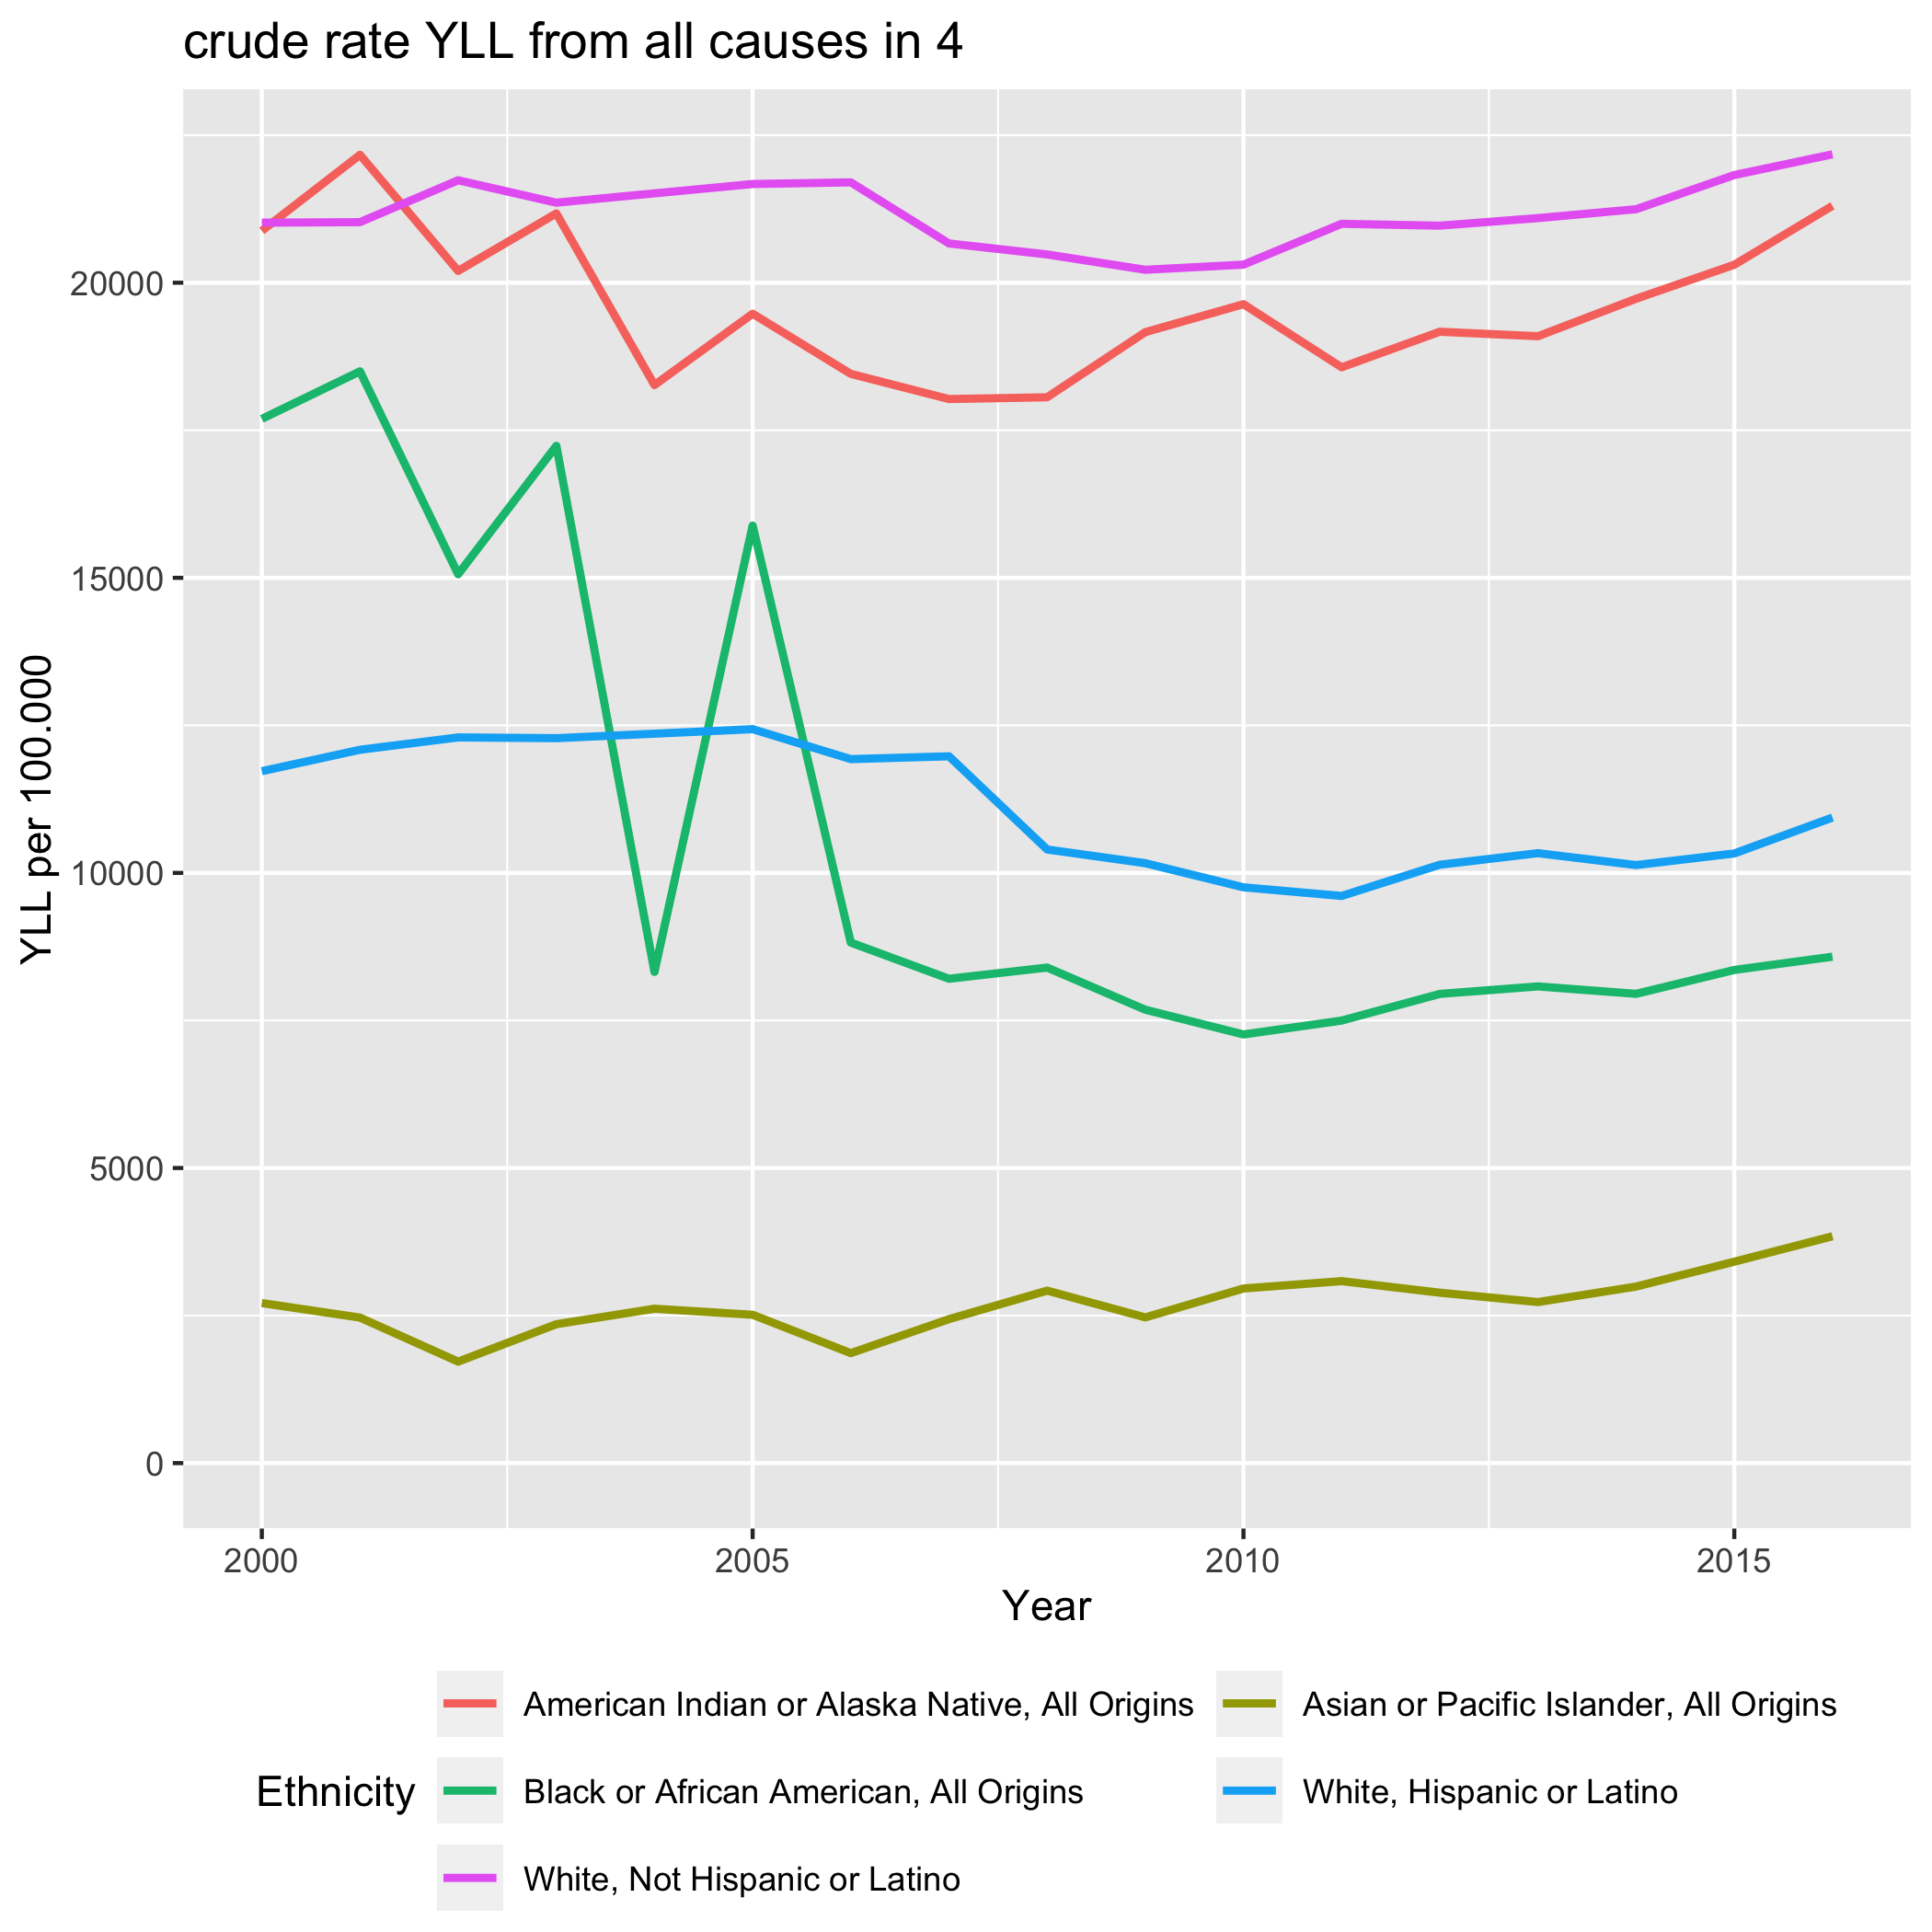 crude rate YLL from all causes in 4
YLL per 100.000
20000
15000
10000
5000
0
2000 2005 2010 2015
Year
Ethnicity
American Indian or Alaska Native, All Origins
Asian or Pacific Islander, All Origins
Black or African American, All Origins
White, Hispanic or Latino
White, Not Hispanic or Latino